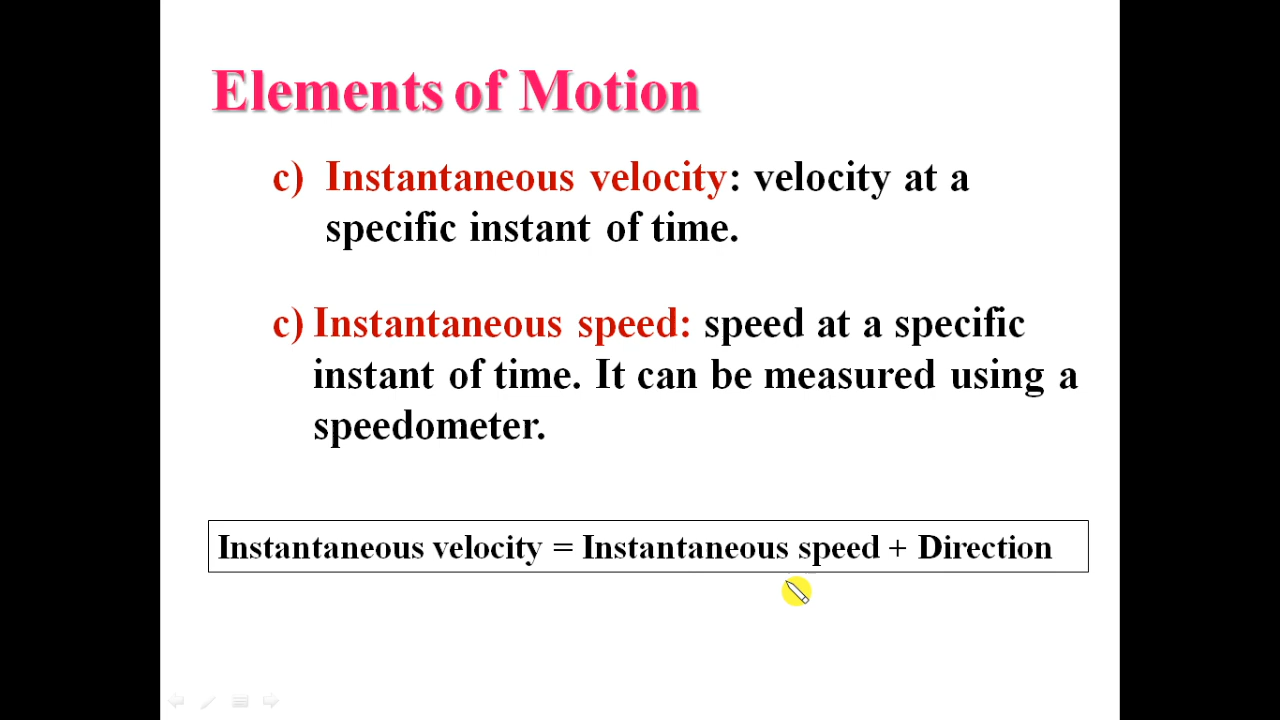 Elements of Motion
c) Instantaneous velocity: velocity at a
specific instant of time.
c) Instantaneous speed: speed at a specific
instant of time. It can be measured using a
speedometer.
Instantaneous velocity = Instantaneous speed + Direction